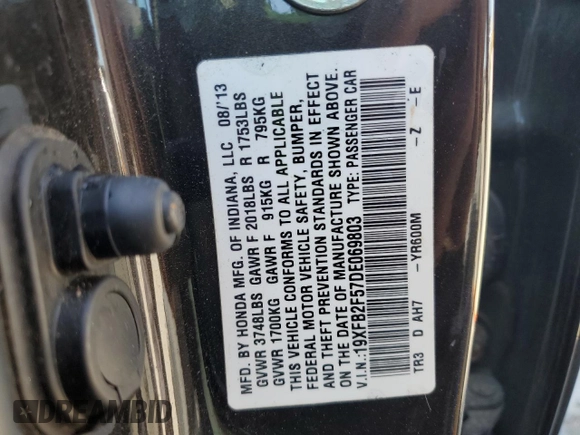 MFD. BY HONDA MFG. OF INDIANA, LLC 08/'13
GVWR 3748LBS GAWR F 2018LBS R 1753LBS
GVWR 1700KG GAWR F 915KG R 795KG
THIS VEHICLE CONFORMS TO ALL APPLICABLE
FEDERAL MOTOR VEHICLE SAFETY, BUMPER,
AND THEFT PREVENTION STANDARDS IN EFFECT
ON THE DATE OF MANUFACTURE SHOWN ABOVE.
V.I.N.:19XFB2F57DE069803 TYPE: PASSENGER CAR
TR3 D AH7 -YR600M -Z -E
DREAMBID